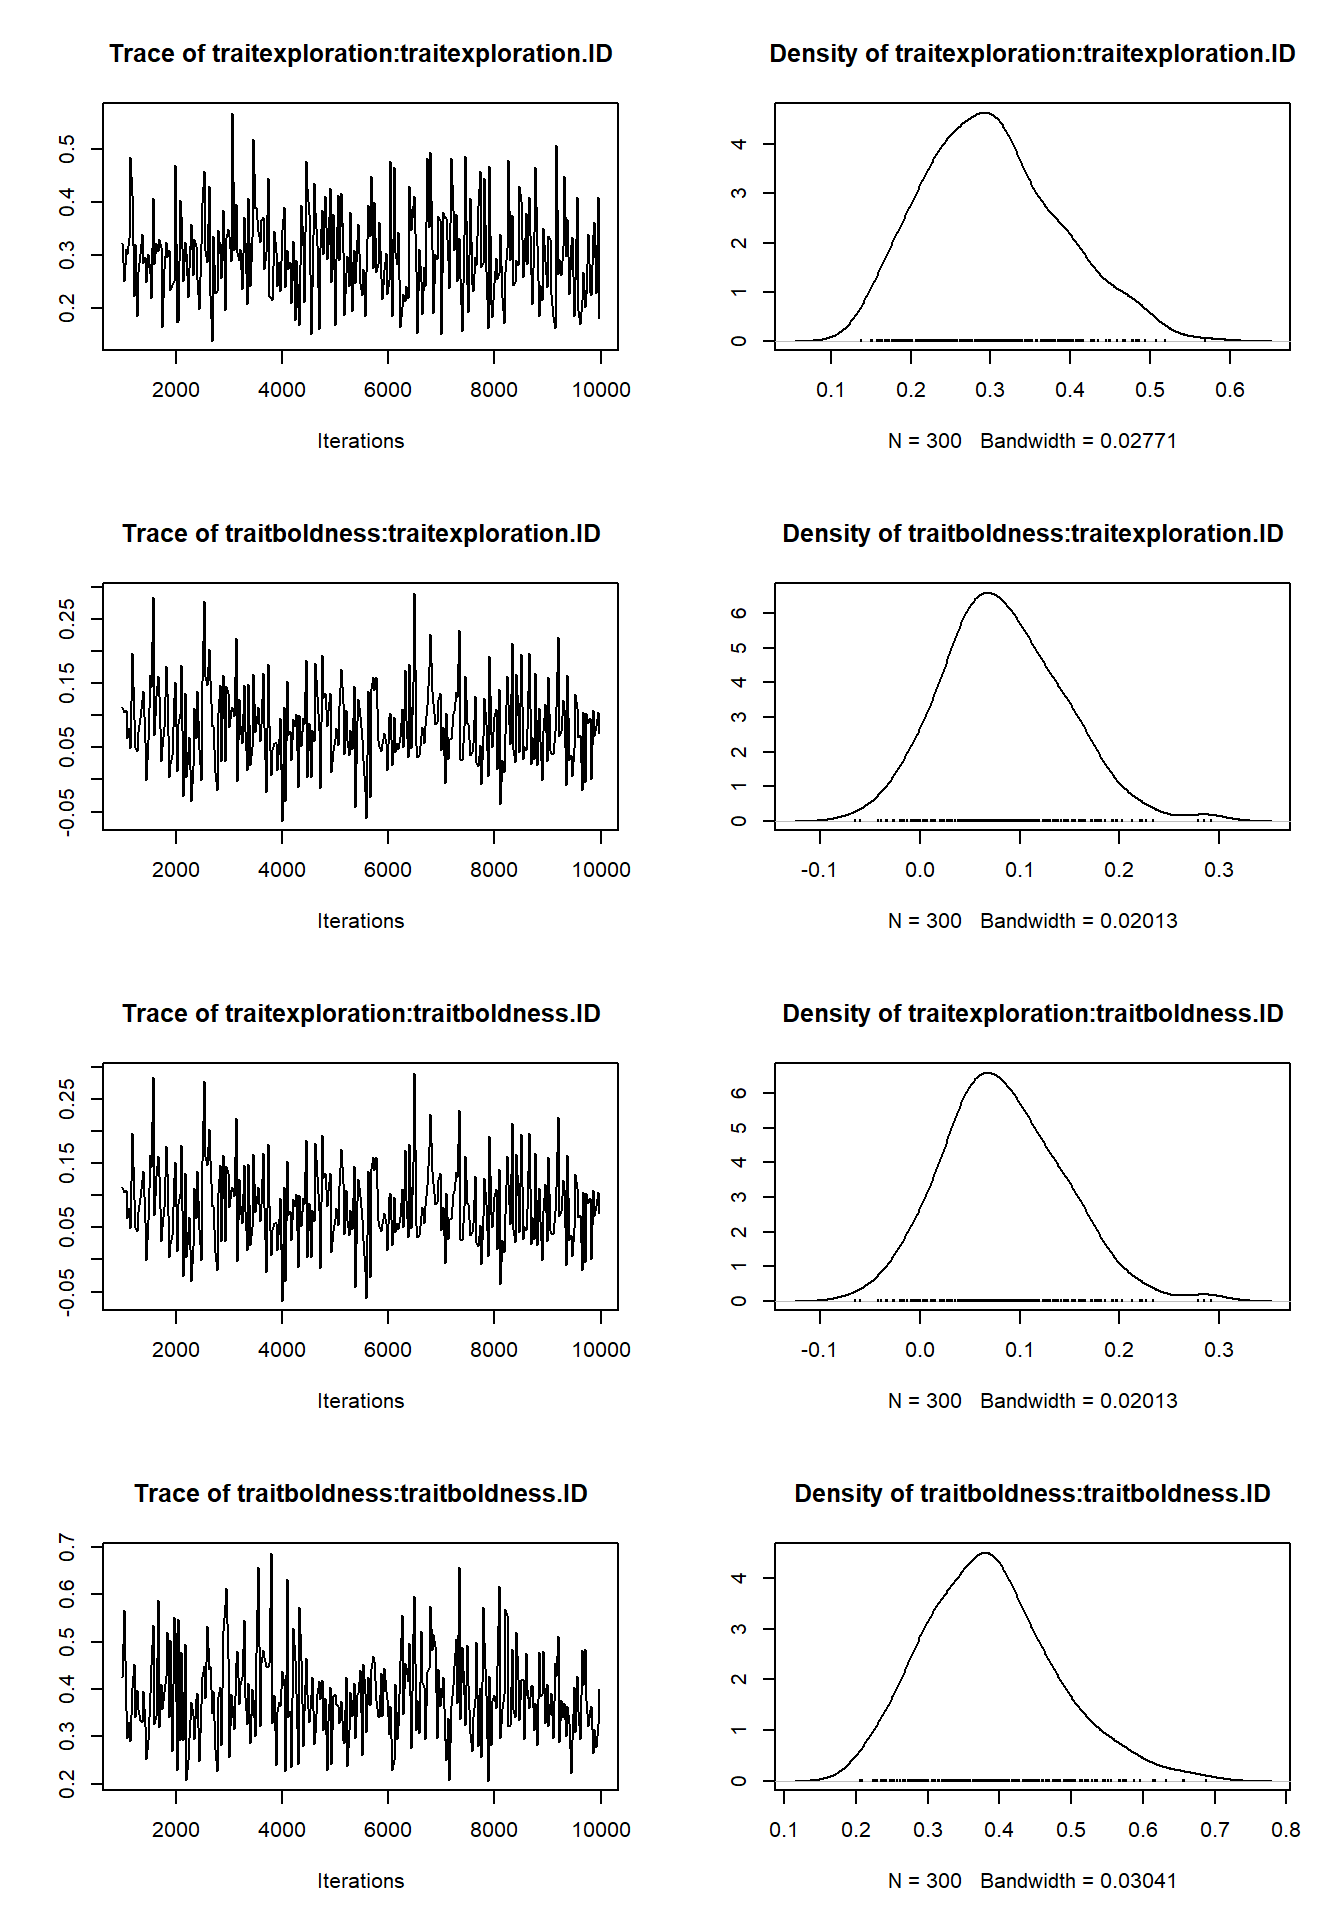 Trace of traitexploration:traitexploration.ID
0.2 0.3 0.4 0.5
2000 4000 6000 8000 10000
Iterations
Density of traitexploration:traitexploration.ID
0 1 2 3 4
0.1 0.2 0.3 0.4 0.5 0.6
N = 300 Bandwidth = 0.02771
Trace of traitboldness:traitexploration.ID
-0.05 0.05 0.15 0.25
2000 4000 6000 8000 10000
Iterations
Density of traitboldness:traitexploration.ID
0 1 2 3 4 5 6
-0.1 0.0 0.1 0.2 0.3
N = 300 Bandwidth = 0.02013
Trace of traitexploration:traitboldness.ID
-0.05 0.05 0.15 0.25
2000 4000 6000 8000 10000
Iterations
Density of traitexploration:traitboldness.ID
0 1 2 3 4 5 6
-0.1 0.0 0.1 0.2 0.3
N = 300 Bandwidth = 0.02013
Trace of traitboldness:traitboldness.ID
0.2 0.3 0.4 0.5 0.6 0.7
2000 4000 6000 8000 10000
Iterations
Density of traitboldness:traitboldness.ID
0 1 2 3 4
0.1 0.2 0.3 0.4 0.5 0.6 0.7 0.8
N = 300 Bandwidth = 0.03041